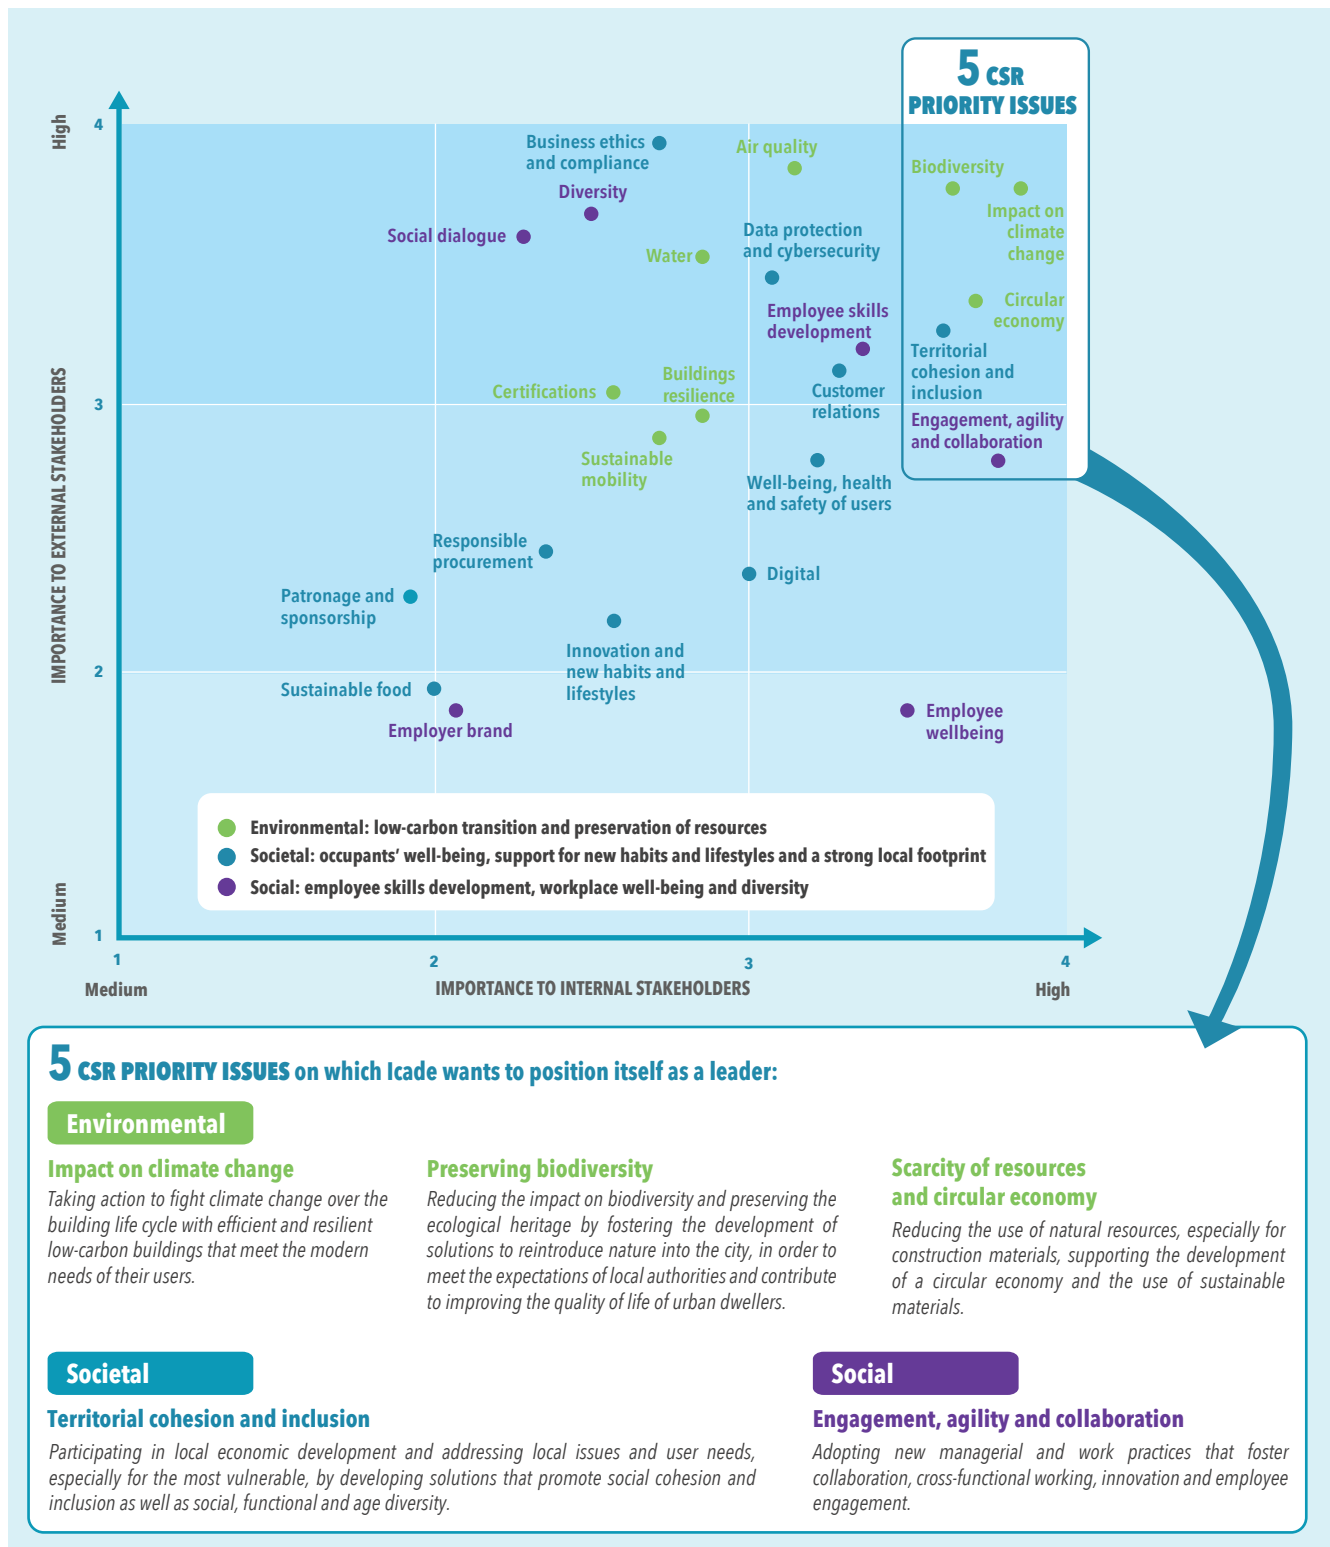 5 CSR
PRIORITY ISSUES
High
4
Business ethics
and compliance
Air quality
Biodiversity
Diversity
Impact on
climate
change
Social dialogue
Data protection
and cybersecurity
Water
Circular
economy
Employee skills
development
Territorial
cohesion and
inclusion
Buildings
resilience
Certifications
Customer
relations
3
Engagement, agility
and collaboration
Sustainable
mobility
Well-being, health
and safety of users
IMPORTANCE TO EXTERNAL STAKEHOLDERS
Responsible
procurement
Digital
Patronage and
sponsorship
Innovation and
new habits and
lifestyles
2
Sustainable food
Employer brand
Employee
wellbeing
Environmental: low-carbon transition and preservation of resources
Societal: occupants’ well-being, support for new habits and lifestyles and a strong local footprint
Social: employee skills development, workplace well-being and diversity
Medium
1
1
2
3
4
Medium
IMPORTANCE TO INTERNAL STAKEHOLDERS
High
5 CSR PRIORITY ISSUES on which Icade wants to position itself as a leader:
Environmental
Impact on climate change
Taking action to fight climate change over the
building life cycle with efficient and resilient
low-carbon buildings that meet the modern
needs of their users.
Preserving biodiversity
Reducing the impact on biodiversity and preserving the
ecological heritage by fostering the development of
solutions to reintroduce nature into the city, in order to
meet the expectations of local authorities and contribute
to improving the quality of life of urban dwellers.
Scarcity of resources
and circular economy
Reducing the use of natural resources, especially for
construction materials, supporting the development
of a circular economy and the use of sustainable
materials.
Societal
Territorial cohesion and inclusion
Participating in local economic development and addressing local issues and user needs,
especially for the most vulnerable, by developing solutions that promote social cohesion and
inclusion as well as social, functional and age diversity.
Social
Engagement, agility and collaboration
Adopting new managerial and work practices that foster
collaboration, cross-functional working, innovation and employee
engagement.